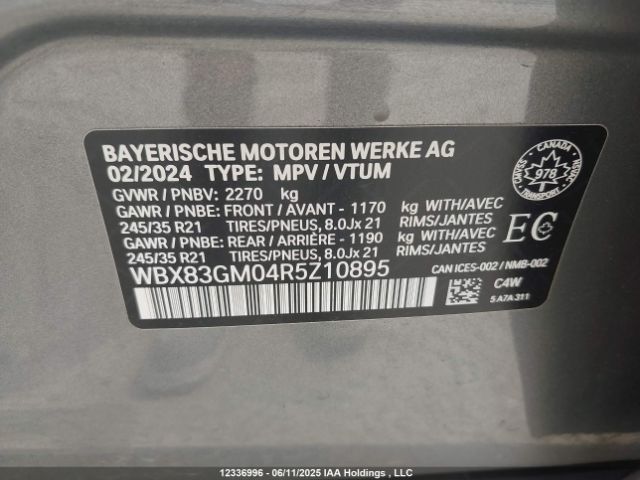 BAYERISCHE MOTOREN WERKE AG
02/2024 TYPE: MPV / VTUM
GVWR / PNBV: 2270 kg
GAWR / PNBE: FRONT / AVANT - 1170 kg WITH/AVEC
245/35 R21 TIRES/PNEUS, 8.0Jx 21 RIMS/JANTES
GAWR / PNBE: REAR / ARRIÈRE - 1190 kg WITH/AVEC
245/35 R21 TIRES/PNEUS, 8.0Jx 21 RIMS/JANTES
WBX83GM04R5Z10895
CANADA
978
T
TRANSPORT
EC
CAN ICES-002 / NMB-002
C4W
5 A7A 311
12336996 - 06/11/2025 IAA Holdings , LLC